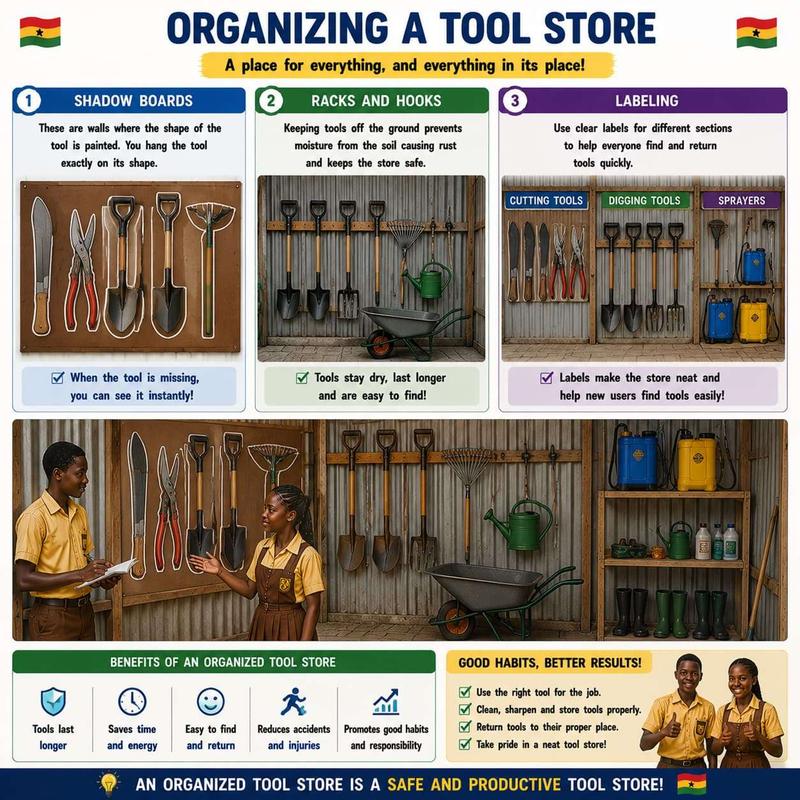 ORGANIZING A TOOL STORE
A place for everything, and everything in its place!
1 SHADOW BOARDS
These are walls where the shape of the
tool is painted. You hang the tool
exactly on its shape.
When the tool is missing,
you can see it instantly!
2 RACKS AND HOOKS
Keeping tools off the ground prevents
moisture from the soil causing rust
and keeps the store safe.
Tools stay dry, last longer
and are easy to find!
3 LABELING
Use clear labels for different sections
to help everyone find and return
tools quickly.
CUTTING TOOLS
DIGGING TOOLS
SPRAYERS
Labels make the store neat and
help new users find tools easily!
BENEFITS OF AN ORGANIZED TOOL STORE
Tools last
longer
Saves time
and energy
Easy to find
and return
Reduces accidents
and injuries
Promotes good habits
and responsibility
GOOD HABITS, BETTER RESULTS!
Use the right tool for the job.
Clean, sharpen and store tools properly.
Return tools to their proper place.
Take pride in a neat tool store!
AN ORGANIZED TOOL STORE IS A SAFE AND PRODUCTIVE TOOL STORE!